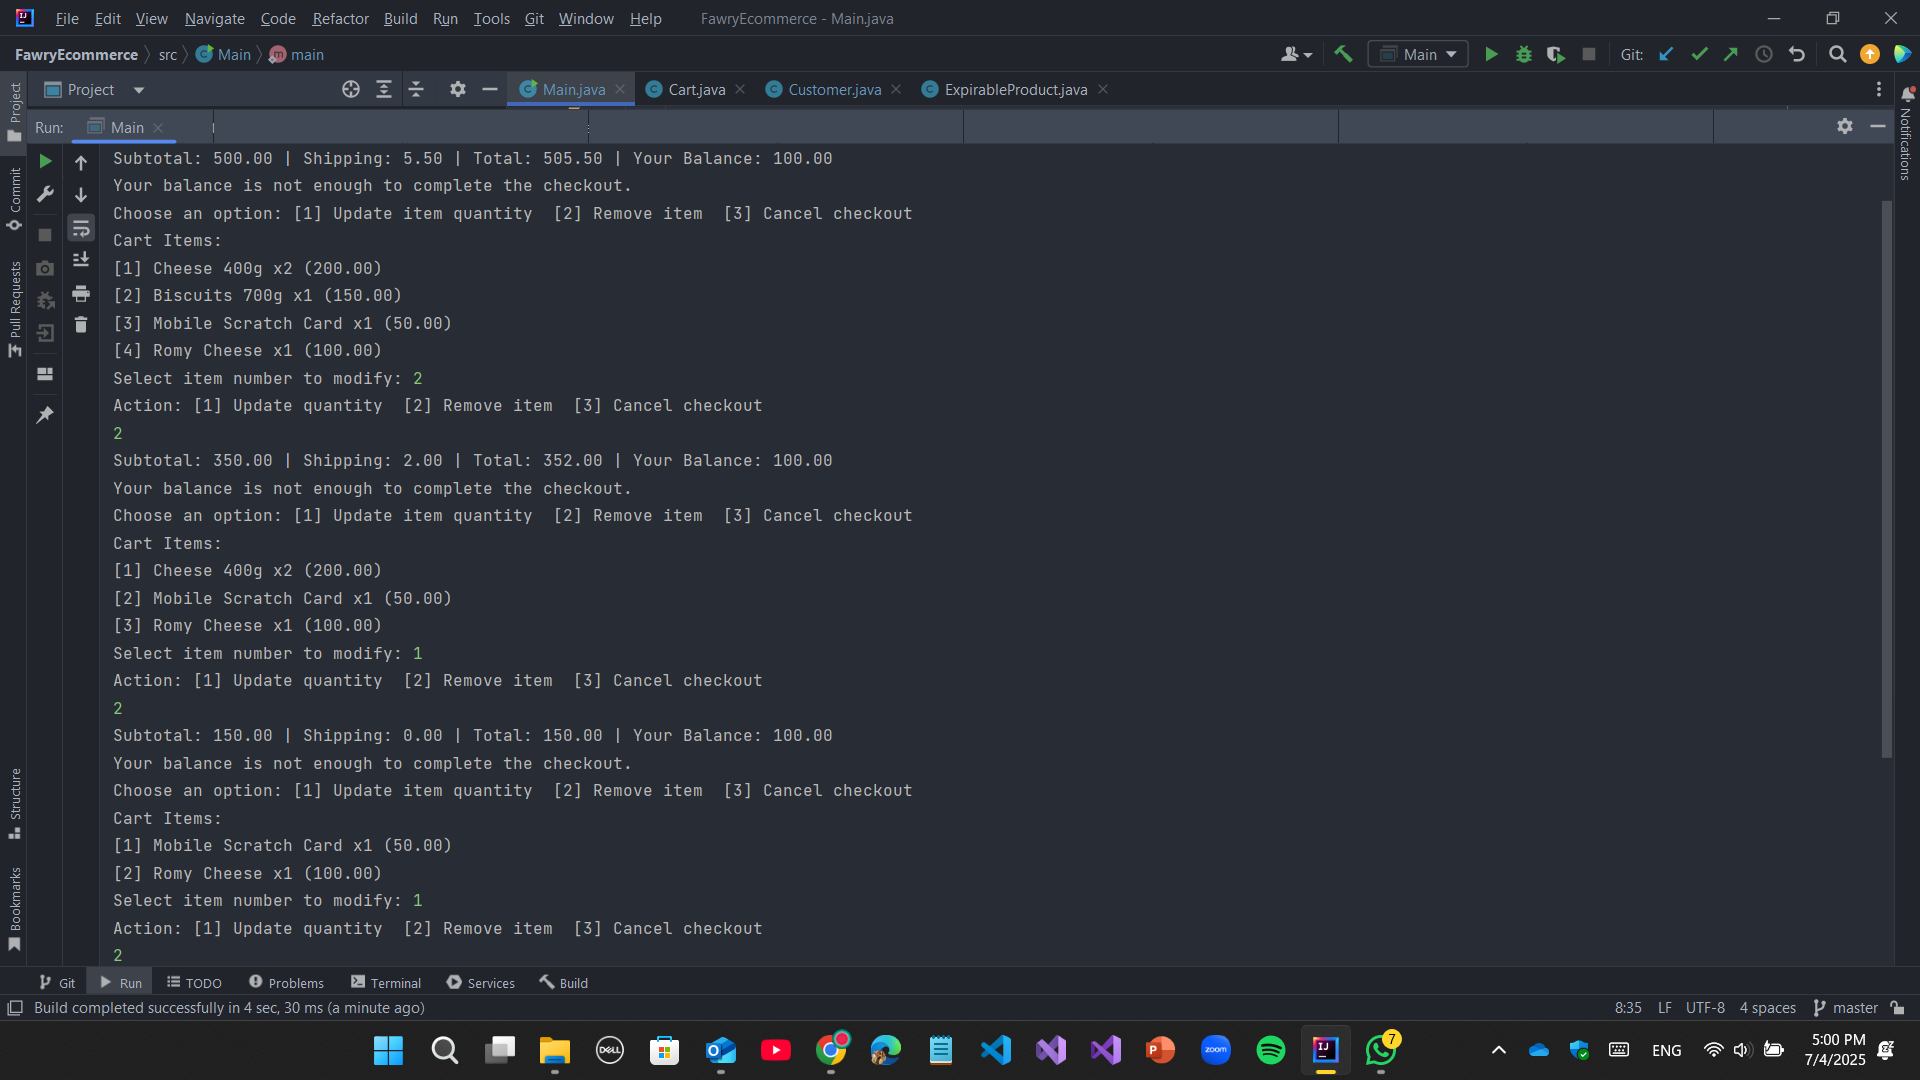 File Edit View Navigate Code Refactor Build Run Tools Git Window Help FawryEcommerce - Main.java
FawryEcommerce src Main main Main Git:
Project Main.java Cart.java Customer.java ExpirableProduct.java
Run: Main
Subtotal: 500.00 | Shipping: 5.50 | Total: 505.50 | Your Balance: 100.00
Your balance is not enough to complete the checkout.
Choose an option: [1] Update item quantity  [2] Remove item  [3] Cancel checkout
Cart Items:
[1] Cheese 400g x2 (200.00)
[2] Biscuits 700g x1 (150.00)
[3] Mobile Scratch Card x1 (50.00)
[4] Romy Cheese x1 (100.00)
Select item number to modify: 2
Action: [1] Update quantity  [2] Remove item  [3] Cancel checkout
2
Subtotal: 350.00 | Shipping: 2.00 | Total: 352.00 | Your Balance: 100.00
Your balance is not enough to complete the checkout.
Choose an option: [1] Update item quantity  [2] Remove item  [3] Cancel checkout
Cart Items:
[1] Cheese 400g x2 (200.00)
[2] Mobile Scratch Card x1 (50.00)
[3] Romy Cheese x1 (100.00)
Select item number to modify: 1
Action: [1] Update quantity  [2] Remove item  [3] Cancel checkout
2
Subtotal: 150.00 | Shipping: 0.00 | Total: 150.00 | Your Balance: 100.00
Your balance is not enough to complete the checkout.
Choose an option: [1] Update item quantity  [2] Remove item  [3] Cancel checkout
Cart Items:
[1] Mobile Scratch Card x1 (50.00)
[2] Romy Cheese x1 (100.00)
Select item number to modify: 1
Action: [1] Update quantity  [2] Remove item  [3] Cancel checkout
2
Project
Commit
Pull Requests
Structure
Bookmarks
Notifications
Git Run TODO Problems Terminal Services Build
Build completed successfully in 4 sec, 30 ms (a minute ago) 8:35 LF UTF-8 4 spaces master
DELL
zoom
IJ
7
ENG
5:00 PM
7/4/2025